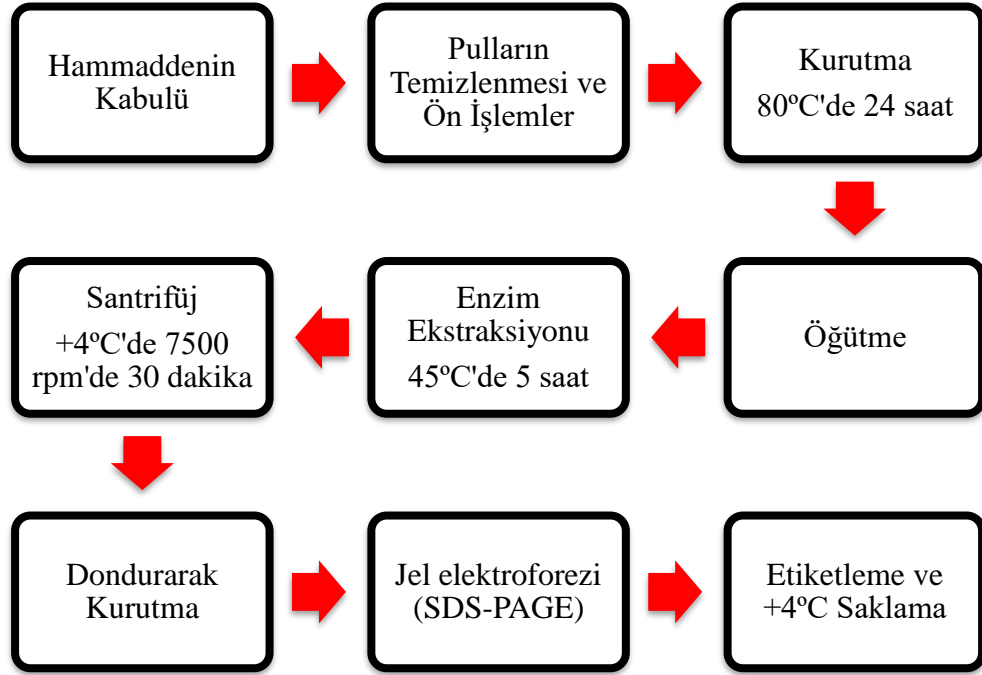 Hammaddenin
Kabulü
Pulların
Temizlenmesi ve
Ön İşlemler
Kurutma
80ºC'de 24 saat
Öğütme
Enzim
Ekstraksiyonu
45ºC'de 5 saat
Santrifüj
+4ºC'de 7500
rpm'de 30 dakika
Dondurarak
Kurutma
Jel elektroforezi
(SDS-PAGE)
Etiketleme ve
+4ºC Saklama